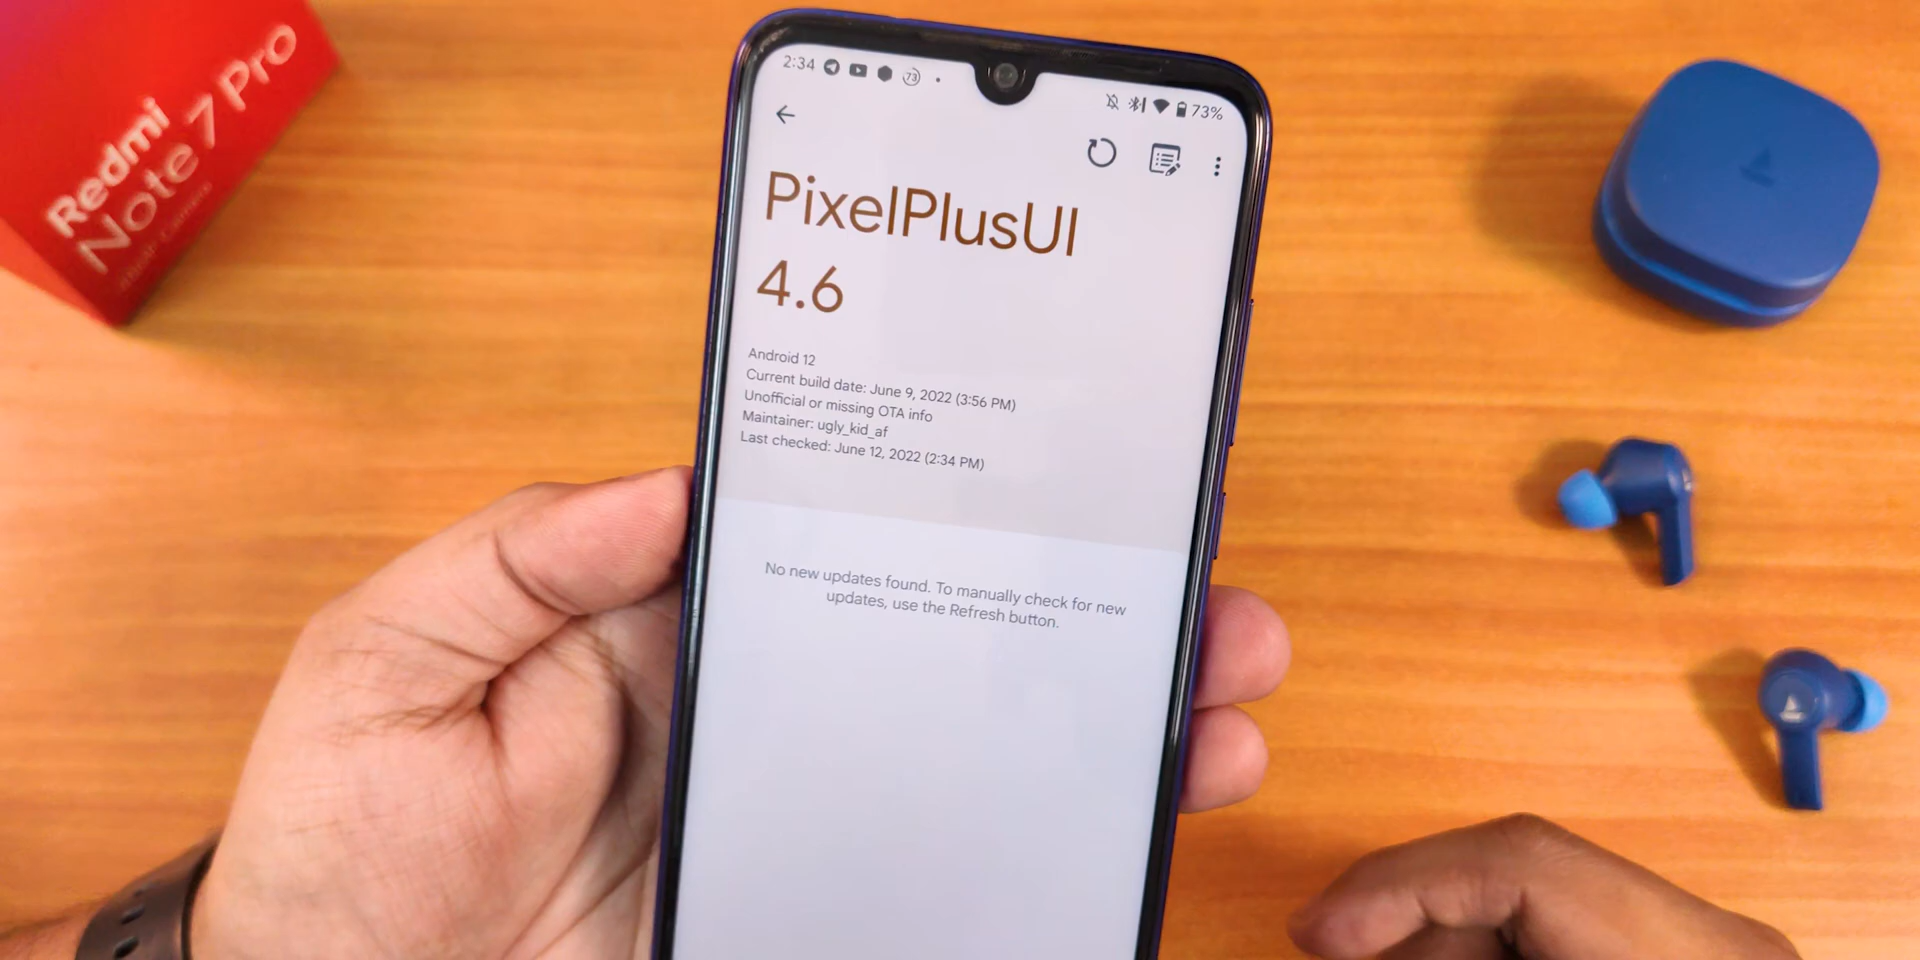 Redmi
Note 7 Pro
2:34
73
73%
PixelPlusUI
4.6
Android 12
Current build date: June 9, 2022 (3:56 PM)
Unofficial or missing OTA info
Maintainer: ugly_kid_af
Last checked: June 12, 2022 (2:34 PM)
No new updates found. To manually check for new
updates, use the Refresh button.